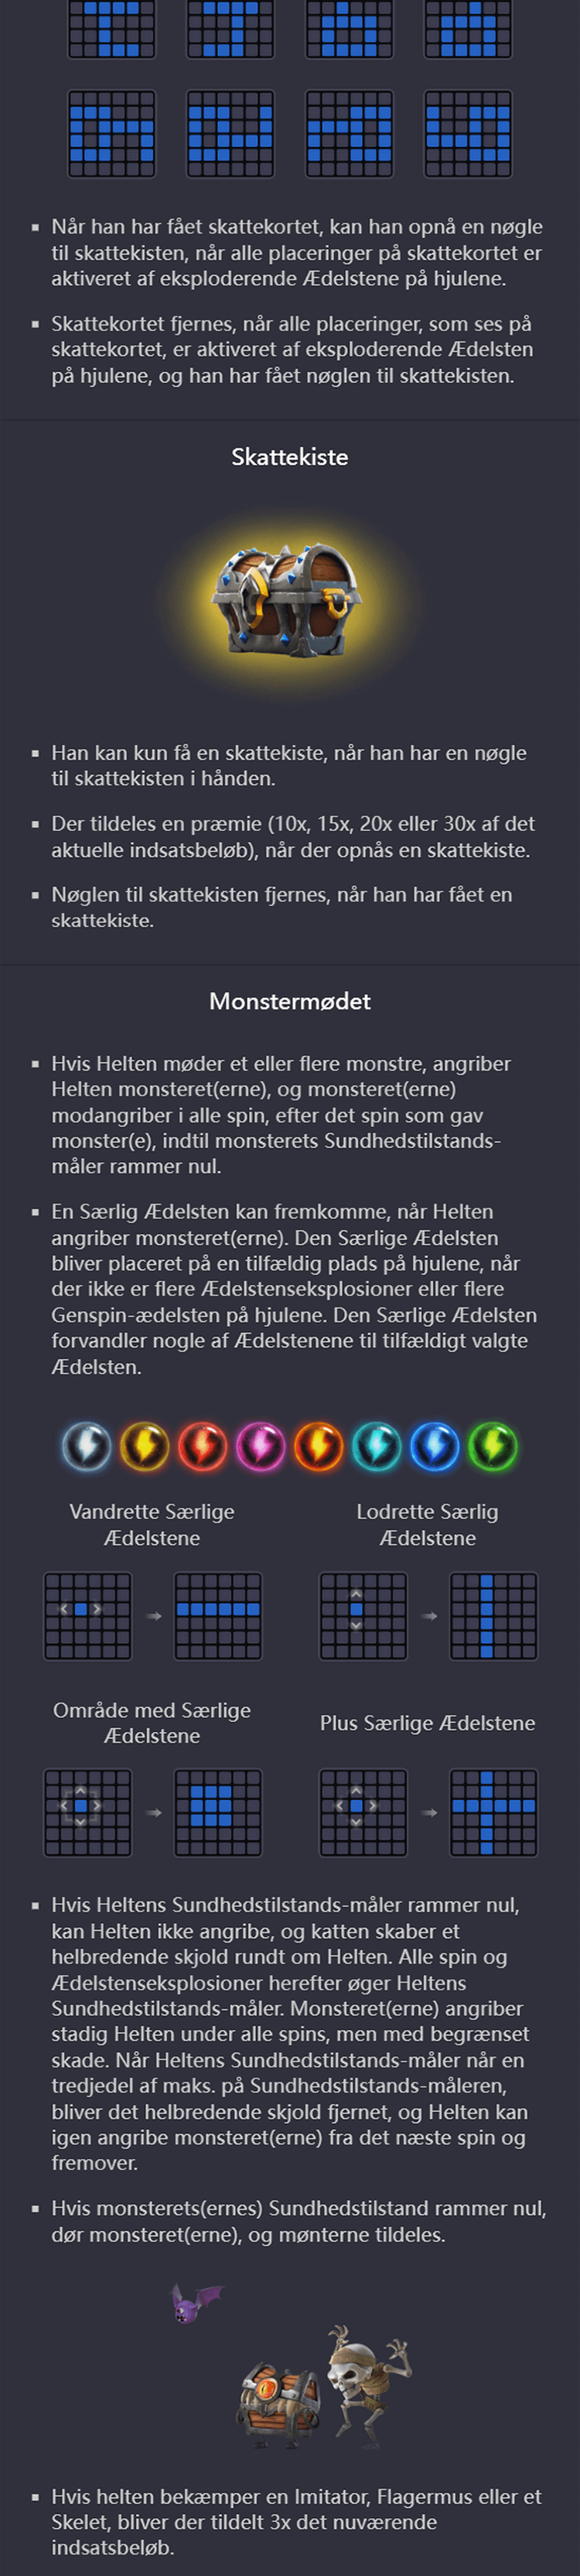 Når han har fået skattekortet, kan han opnå en nøgle
til skattekisten, når alle placeringer på skattekortet er
aktiveret af eksploderende Ædelstene på hjulene.
Skattekortet fjernes, når alle placeringer, som ses på
skattekortet, er aktiveret af eksploderende Ædelsten
på hjulene, og han har fået nøglen til skattekisten.
Skattekiste
Han kan kun få en skattekiste, når han har en nøgle
til skattekisten i hånden.
Der tildeles en præmie (10x, 15x, 20x eller 30x af det
aktuelle indsatsbeløb), når der opnås en skattekiste.
Nøglen til skattekisten fjernes, når han har fået en
skattekiste.
Monstermødet
Hvis Helten møder et eller flere monstre, angriber
Helten monsteret(erne), og monsteret(erne)
modangriber i alle spin, efter det spin som gav
monster(e), indtil monsterets Sundhedstilstands-
måler rammer nul.
En Særlig Ædelsten kan fremkomme, når Helten
angriber monsteret(erne). Den Særlige Ædelsten
bliver placeret på en tilfældig plads på hjulene, når
der ikke er flere Ædelstenseksplosioner eller flere
Genspin-ædelsten på hjulene. Den Særlige Ædelsten
forvandler nogle af Ædelstenene til tilfældigt valgte
Ædelsten.
Vandrette Særlige
Ædelstene
Lodrette Særlig
Ædelstene
Område med Særlige
Ædelstene
Plus Særlige Ædelstene
Hvis Heltens Sundhedstilstands-måler rammer nul,
kan Helten ikke angribe, og katten skaber et
helbredende skjold rundt om Helten. Alle spin og
Ædelstenseksplosioner herefter øger Heltens
Sundhedstilstands-måler. Monsteret(erne) angriber
stadig Helten under alle spins, men med begrænset
skade. Når Heltens Sundhedstilstands-måler når en
tredjedel af maks. på Sundhedstilstands-måleren,
bliver det helbredende skjold fjernet, og Helten kan
igen angribe monsteret(erne) fra det næste spin og
fremover.
Hvis monsterets(ernes) Sundhedstilstand rammer nul,
dør monsteret(erne), og mønterne tildeles.
Hvis helten bekæmper en Imitator, Flagermus eller et
Skelet, bliver der tildelt 3x det nuværende
indsatsbeløb.